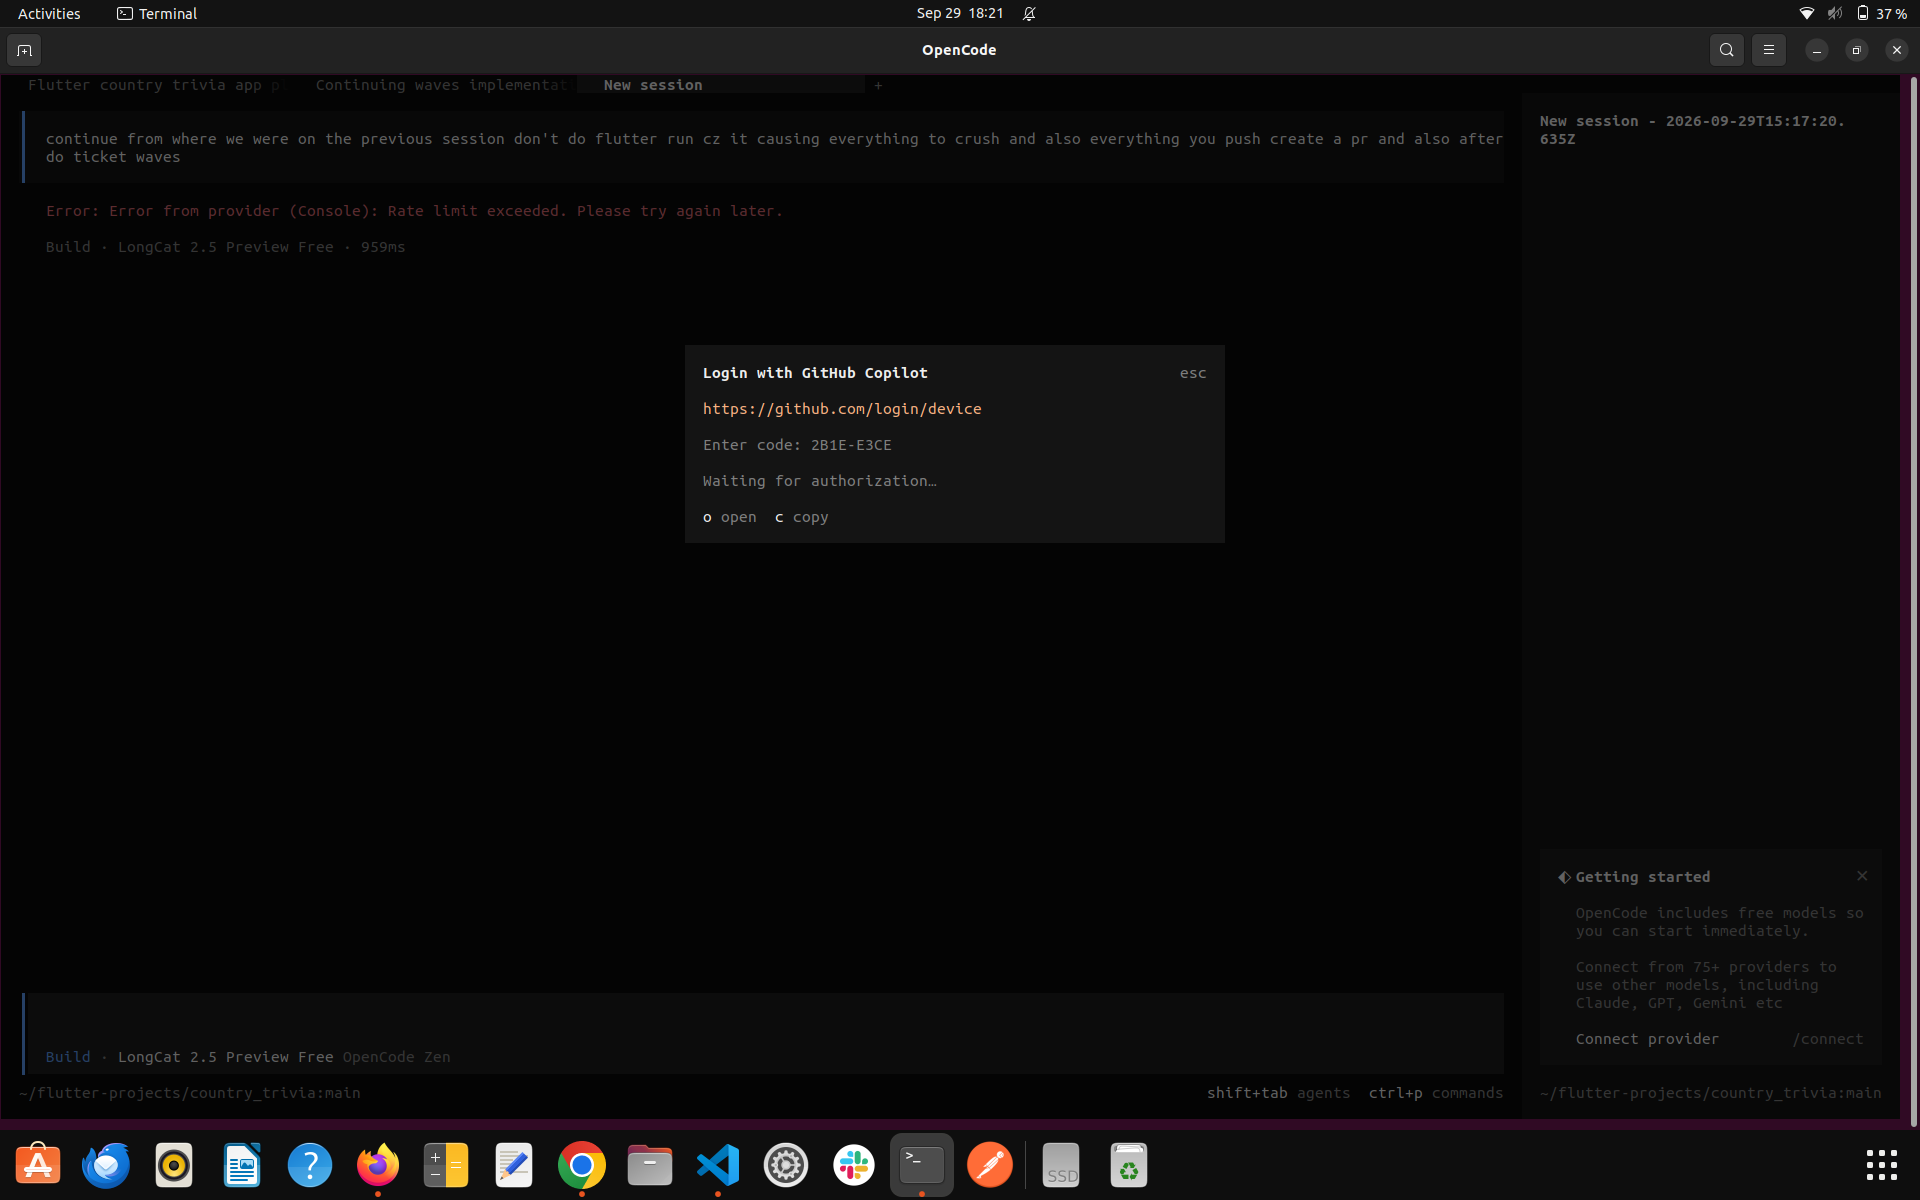 Activities
Terminal
Sep 29 18:21
37 %
OpenCode
Flutter country trivia app p
Continuing waves implementat
New session
+
continue from where we were on the previous session don't do flutter run cz it causing everything to crush and also everything you push create a pr and also after
do ticket waves
Error: Error from provider (Console): Rate limit exceeded. Please try again later.
Build · LongCat 2.5 Preview Free · 959ms
New session - 2026-09-29T15:17:20.
635Z
Login with GitHub Copilot
esc
https://github.com/login/device
Enter code: 2B1E-E3CE
Waiting for authorization…
o open c copy
Getting started
OpenCode includes free models so
you can start immediately.
Connect from 75+ providers to
use other models, including
Claude, GPT, Gemini etc
Connect provider /connect
Build · LongCat 2.5 Preview Free OpenCode Zen
~/flutter-projects/country_trivia:main
shift+tab agents ctrl+p commands
~/flutter-projects/country_trivia:main
SSD